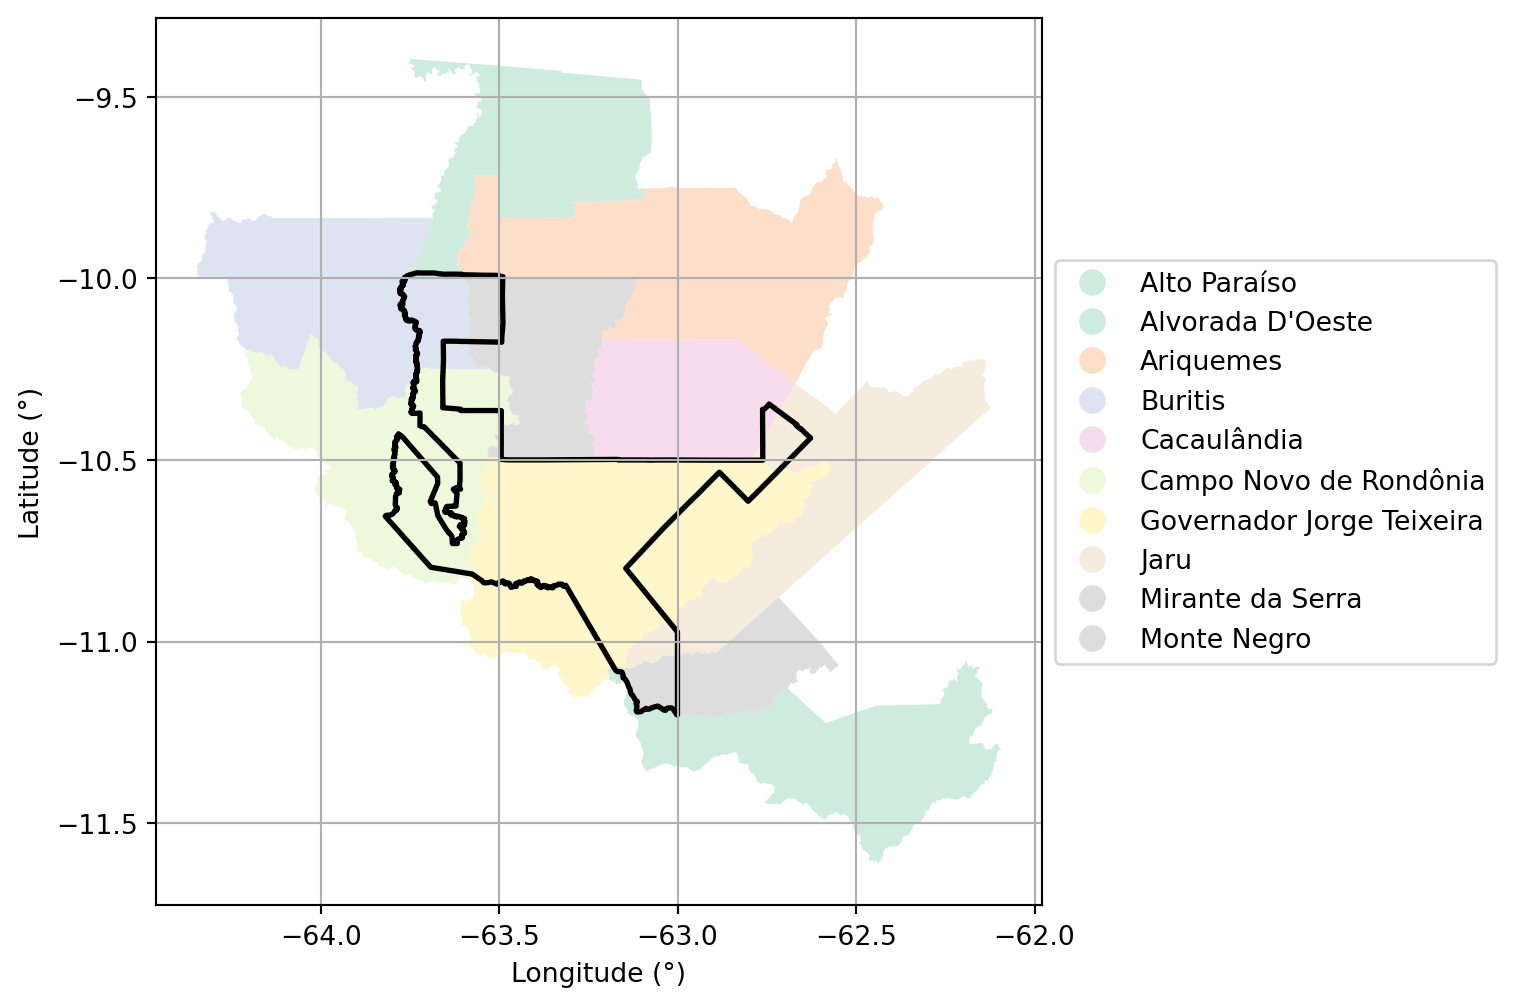 −9.5
−10.0
−10.5
−11.0
−11.5
Latitude (°)
−64.0
−63.5
−63.0
−62.5
−62.0
Longitude (°)
Alto Paraíso
Alvorada D'Oeste
Ariquemes
Buritis
Cacaulândia
Campo Novo de Rondônia
Governador Jorge Teixeira
Jaru
Mirante da Serra
Monte Negro